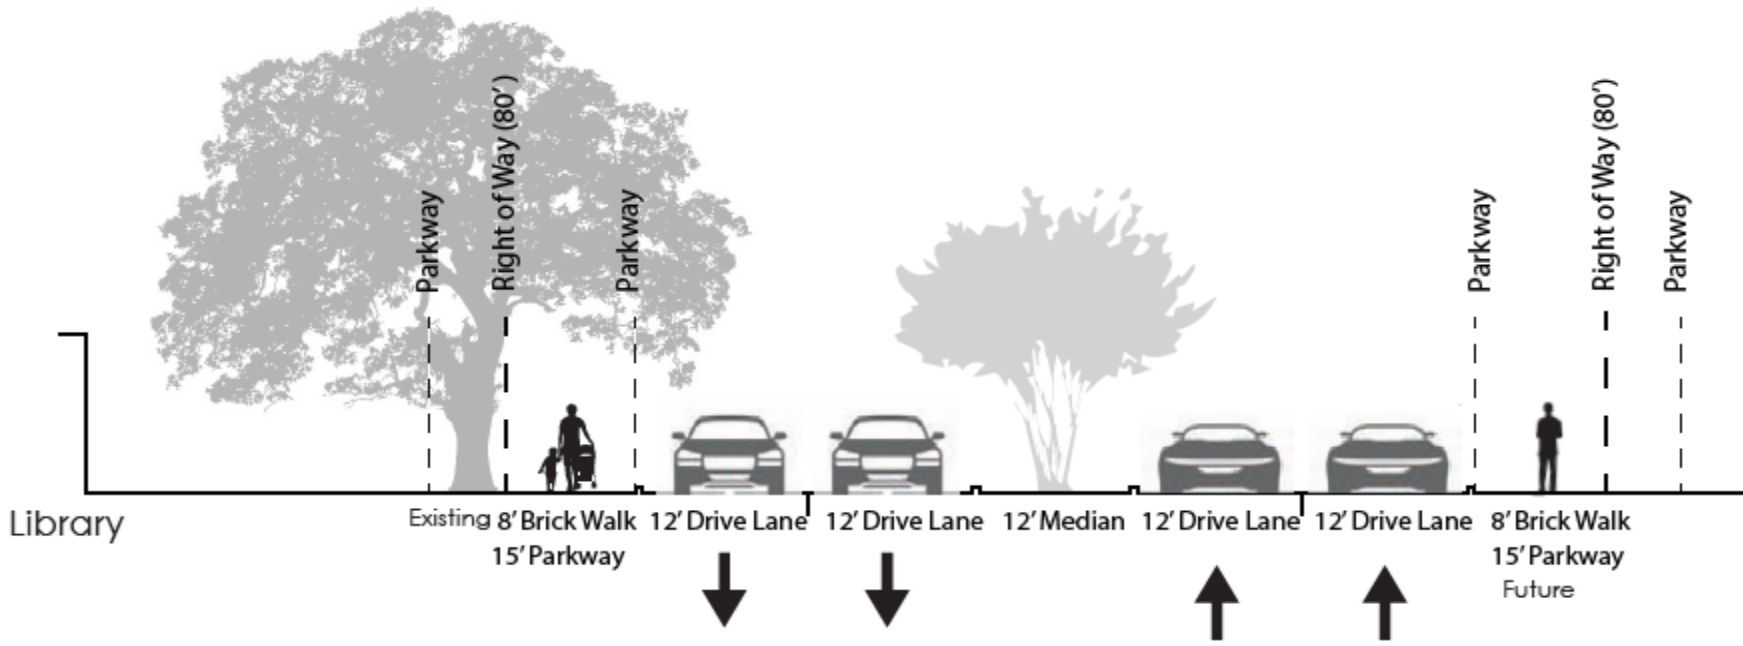 Parkway
Right of Way (80')
Parkway
Parkway
Right of Way (80')
Parkway
Library
Existing 8' Brick Walk
15' Parkway
12' Drive Lane
12' Drive Lane
12' Median
12' Drive Lane
12' Drive Lane
8' Brick Walk
15' Parkway
Future